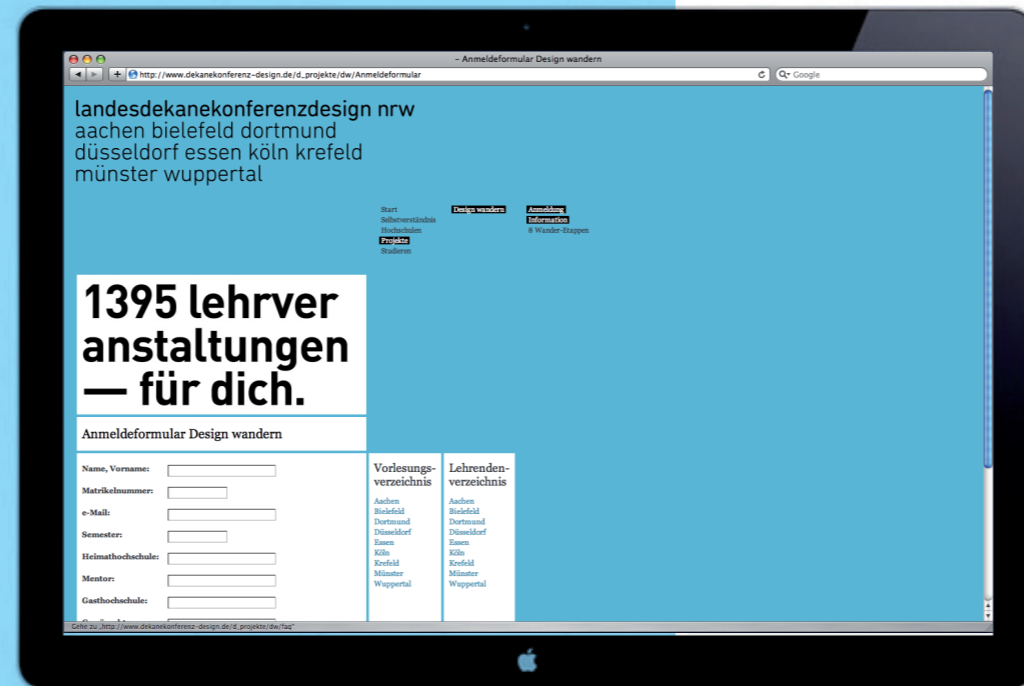 – Anmeldeformular Design wandern
http://www.dekanekonferenz-design.de/d_projekte/dw/Anmeldeformular
Google
landesdekanekonferenzdesign nrw
aachen bielefeld dortmund
düsseldorf essen köln krefeld
münster wuppertal
Start
Selbstverständnis
Hochschulen
Projekte
Studieren
Design wandern
Anmeldung
Information
8 Wander-Etappen
1395 lehrver
anstaltungen
— für dich.
Anmeldeformular Design wandern
Name, Vorname:
Matrikelnummer:
e-Mail:
Semester:
Heimathochschule:
Mentor:
Gasthochschule:
Vorlesungs-
verzeichnis
Aachen
Bielefeld
Dortmund
Düsseldorf
Essen
Köln
Krefeld
Münster
Wuppertal
Lehrenden-
verzeichnis
Aachen
Bielefeld
Dortmund
Düsseldorf
Essen
Köln
Krefeld
Münster
Wuppertal
Gehe zu „http://www.dekanekonferenz-design.de/d_projekte/dw/faq“